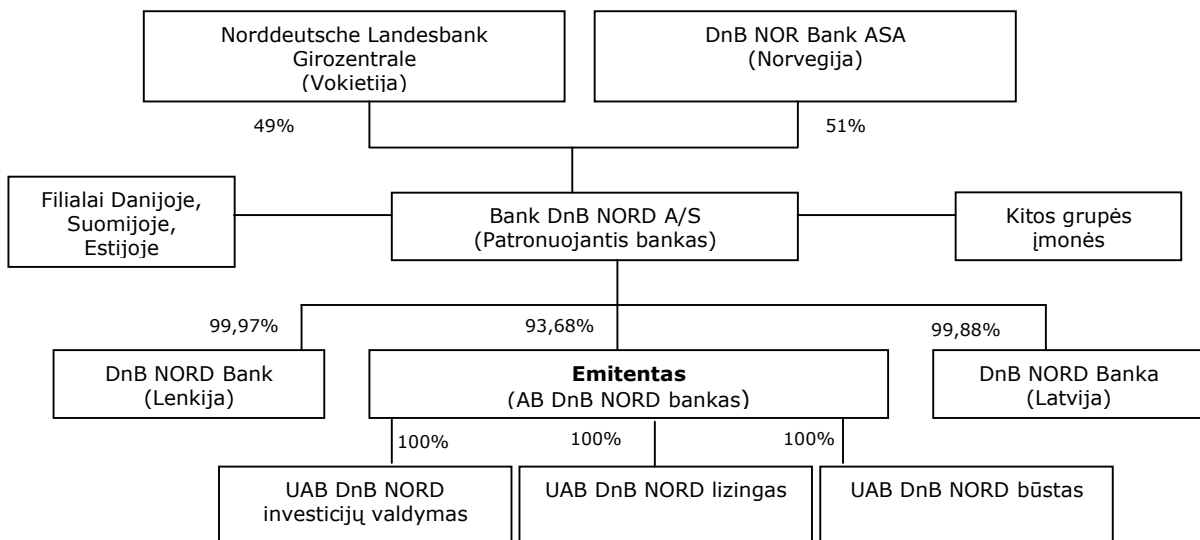 Norddeutsche Landesbank
Girozentrale
(Vokietija)
DnB NOR Bank ASA
(Norvegija)
49%
51%
Filialai Danijoje,
Suomijoje,
Estijoje
Bank DnB NORD A/S
(Patronuojantis bankas)
Kitos grupės
įmonės
99,97%
93,68%
99,88%
DnB NORD Bank
(Lenkija)
Emitentas
(AB DnB NORD bankas)
DnB NORD Banka
(Latvija)
100%
100%
100%
UAB DnB NORD
investicijų valdymas
UAB DnB NORD lizingas
UAB DnB NORD būstas